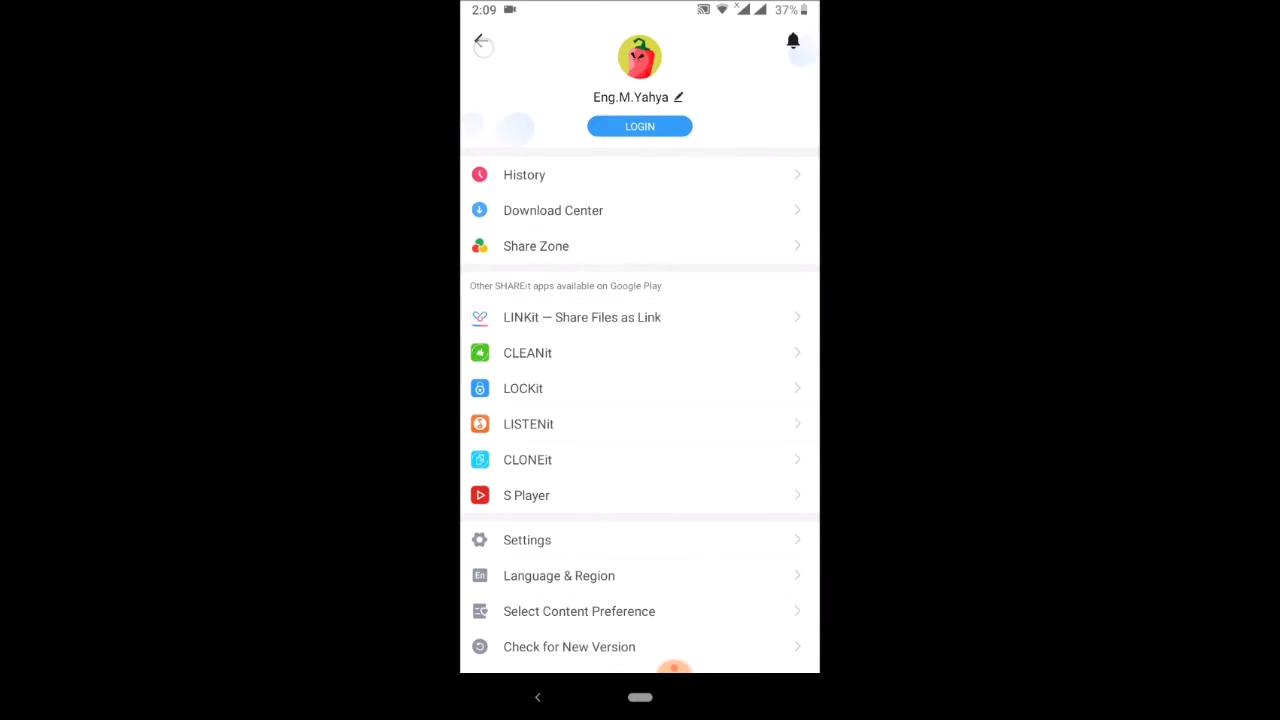 2:09
37%
Eng.M.Yahya
LOGIN
History
Download Center
Share Zone
Other SHAREit apps available on Google Play
LINKit — Share Files as Link
CLEANit
LOCKit
LISTENit
CLONEit
S Player
Settings
En Language & Region
Select Content Preference
Check for New Version